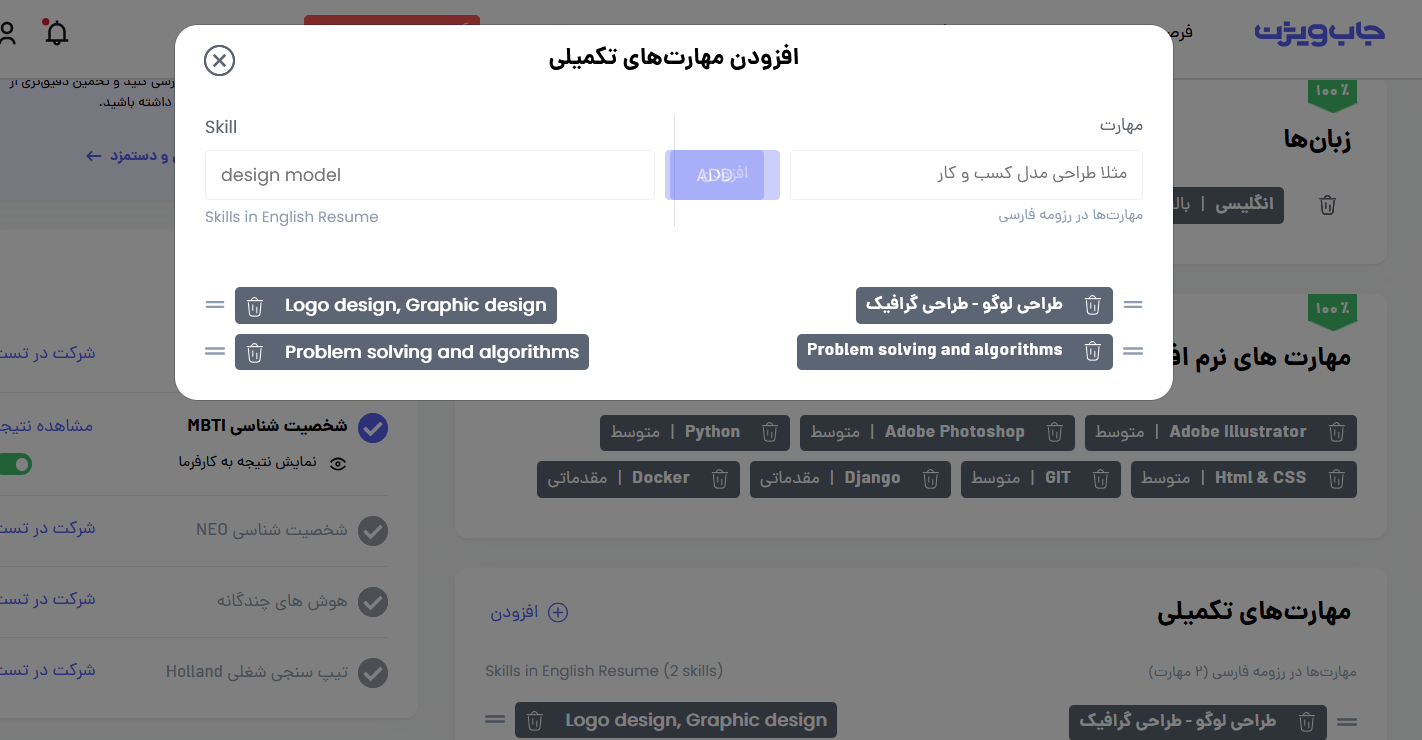 جاب‌ویژن
افزودن مهارت‌های تکمیلی
مهارت
Skill
مثلا طراحی مدل کسب و کار
افزودن
ADD
design model
مهارت‌ها در رزومه فارسی
Skills in English Resume
طراحی لوگو - طراحی گرافیک
Logo design, Graphic design
Problem solving and algorithms
Problem solving and algorithms
۱۰۰ %
زبان‌ها
انگلیسی |
۱۰۰ %
مهارت های نرم
Adobe Illustrator | متوسط
Adobe Photoshop | متوسط
Python | متوسط
Html & CSS | متوسط
GIT | متوسط
Django | مقدماتی
Docker | مقدماتی
مهارت‌های تکمیلی
افزودن
مهارت‌ها در رزومه فارسی (۲ مهارت)
Skills in English Resume (2 skills)
طراحی لوگو - طراحی گرافیک
Logo design, Graphic design
کنید و تخمین دقیق‌تری از
داشته باشید.
و دستمزد
شرکت در تست
شخصیت شناسی MBTI
مشاهده نتیجه
نمایش نتیجه به کارفرما
شخصیت شناسی NEO
شرکت در تست
هوش های چندگانه
شرکت در تست
تیپ سنجی شغلی Holland
شرکت در تست